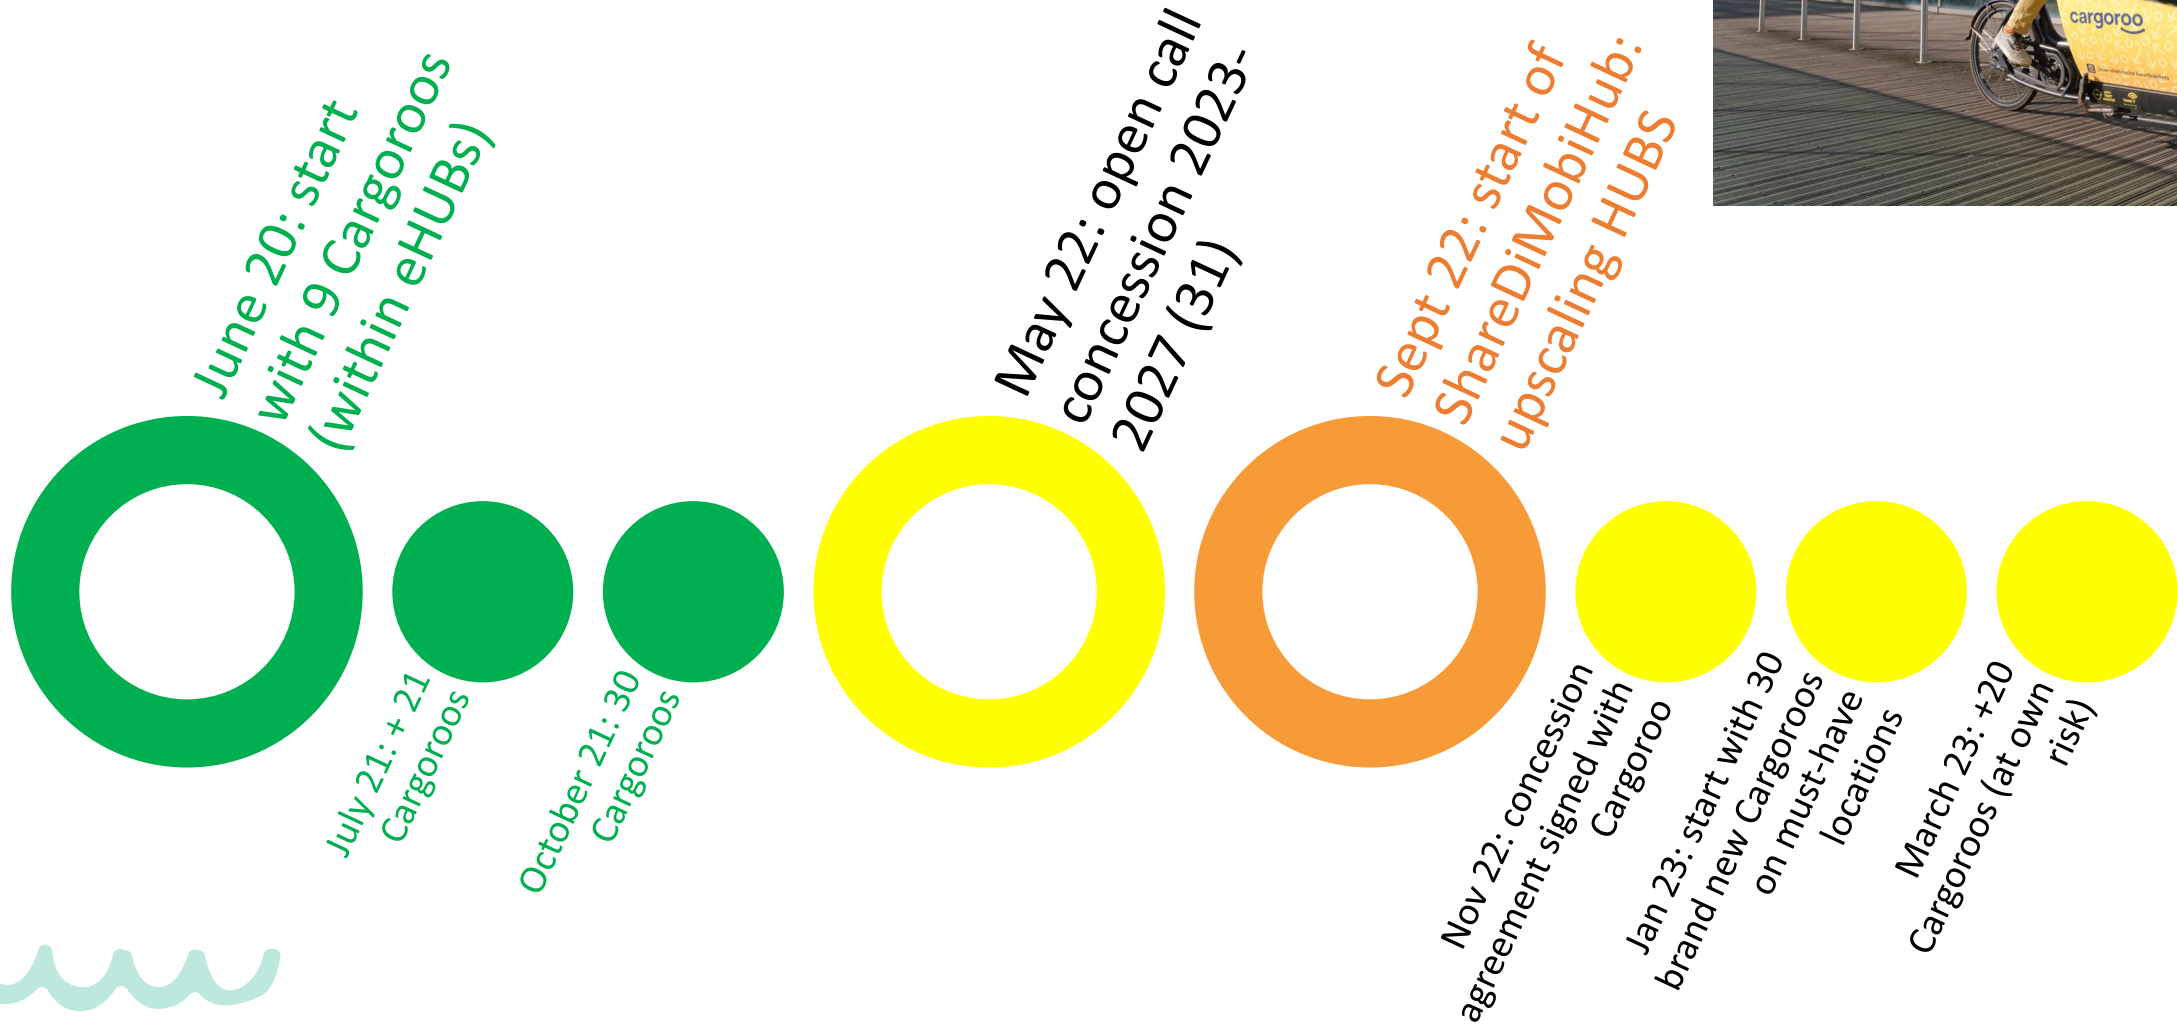 June 20: start
with 9 Cargoroos
(within eHUBs)
July 21: + 21
Cargoroos
October 21: 30
Cargoroos
May 22: open call
concession 2023-
2027 (31)
Sept 22: start of
ShareDiMobiHub:
upscaling HUBS
Nov 22: concession
agreement signed with
Cargoroo
Jan 23: start with 30
brand new Cargoroos
on must-have
locations
March 23: +20
Cargoroos (at own
risk)
cargoroo